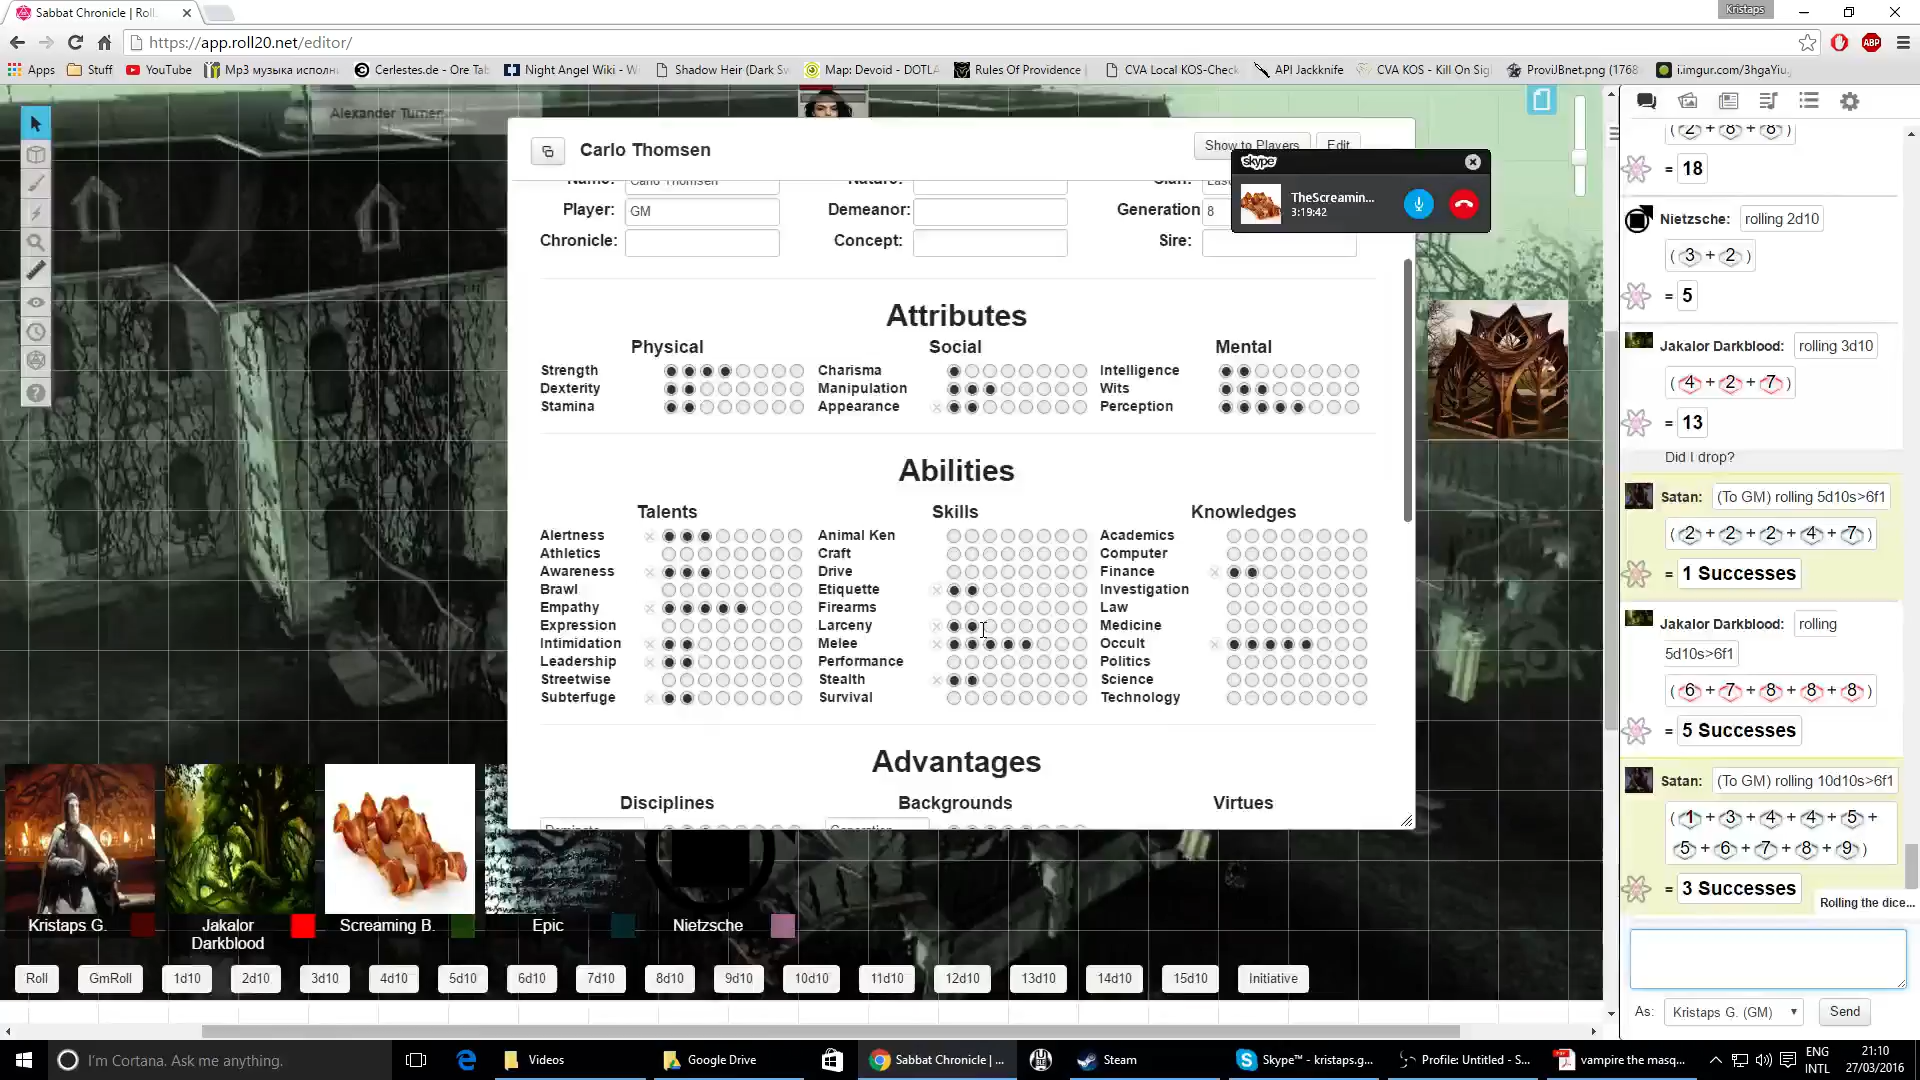 Sabbat Chronicle | Roll
Kristaps
https://app.roll20.net/editor/
Apps
Stuff
YouTube
Mp3 музыка исполни
Cerlestes.de - Ore Tab
Night Angel Wiki - W
Shadow Heir (Dark Sw
Map: Devoid - DOTLA
Rules Of Providence
CVA Local KOS-Check
API Jackknife
CVA KOS - Kill On Sigh
ProviJBnet.png (1768
i.imgur.com/3hgaYiu.
Alexander Turner
Carlo Thomsen
Show to Players
Edit
skype
TheScreamin...
3:19:42
Name: Carlo Thomsen
Nature:
Clan:
Player: GM
Demeanor:
Generation 8
Chronicle:
Concept:
Sire:
Attributes
Physical
Social
Mental
Strength
Charisma
Intelligence
Dexterity
Manipulation
Wits
Stamina
Appearance
Perception
Abilities
Talents
Skills
Knowledges
Alertness
Animal Ken
Academics
Athletics
Craft
Computer
Awareness
Drive
Finance
Brawl
Etiquette
Investigation
Empathy
Firearms
Law
Expression
Larceny
Medicine
Intimidation
Melee
Occult
Leadership
Performance
Politics
Streetwise
Stealth
Science
Subterfuge
Survival
Technology
Advantages
Disciplines
Backgrounds
Virtues
Dominate
Generation
(2 + 8 + 8)
= 18
Nietzsche: rolling 2d10
(3 + 2)
= 5
Jakalor Darkblood: rolling 3d10
(4 + 2 + 7)
= 13
Did I drop?
Satan: (To GM) rolling 5d10s>6f1
(2 + 2 + 2 + 4 + 7)
= 1 Successes
Jakalor Darkblood: rolling
5d10s>6f1
(6 + 7 + 8 + 8 + 8)
= 5 Successes
Satan: (To GM) rolling 10d10s>6f1
(1 + 3 + 4 + 4 + 5 +
5 + 6 + 7 + 8 + 9)
= 3 Successes
Rolling the dice...
As: Kristaps G. (GM)
Send
Kristaps G.
Jakalor
Darkblood
Screaming B.
Epic
Nietzsche
Roll
GmRoll
1d10
2d10
3d10
4d10
5d10
6d10
7d10
8d10
9d10
10d10
11d10
12d10
13d10
14d10
15d10
Initiative
I'm Cortana. Ask me anything.
Videos
Google Drive
Sabbat Chronicle | ...
Steam
Skype™ - kristaps.g...
Profile: Untitled - S...
vampire the masq...
ENG
INTL
21:10
27/03/2016